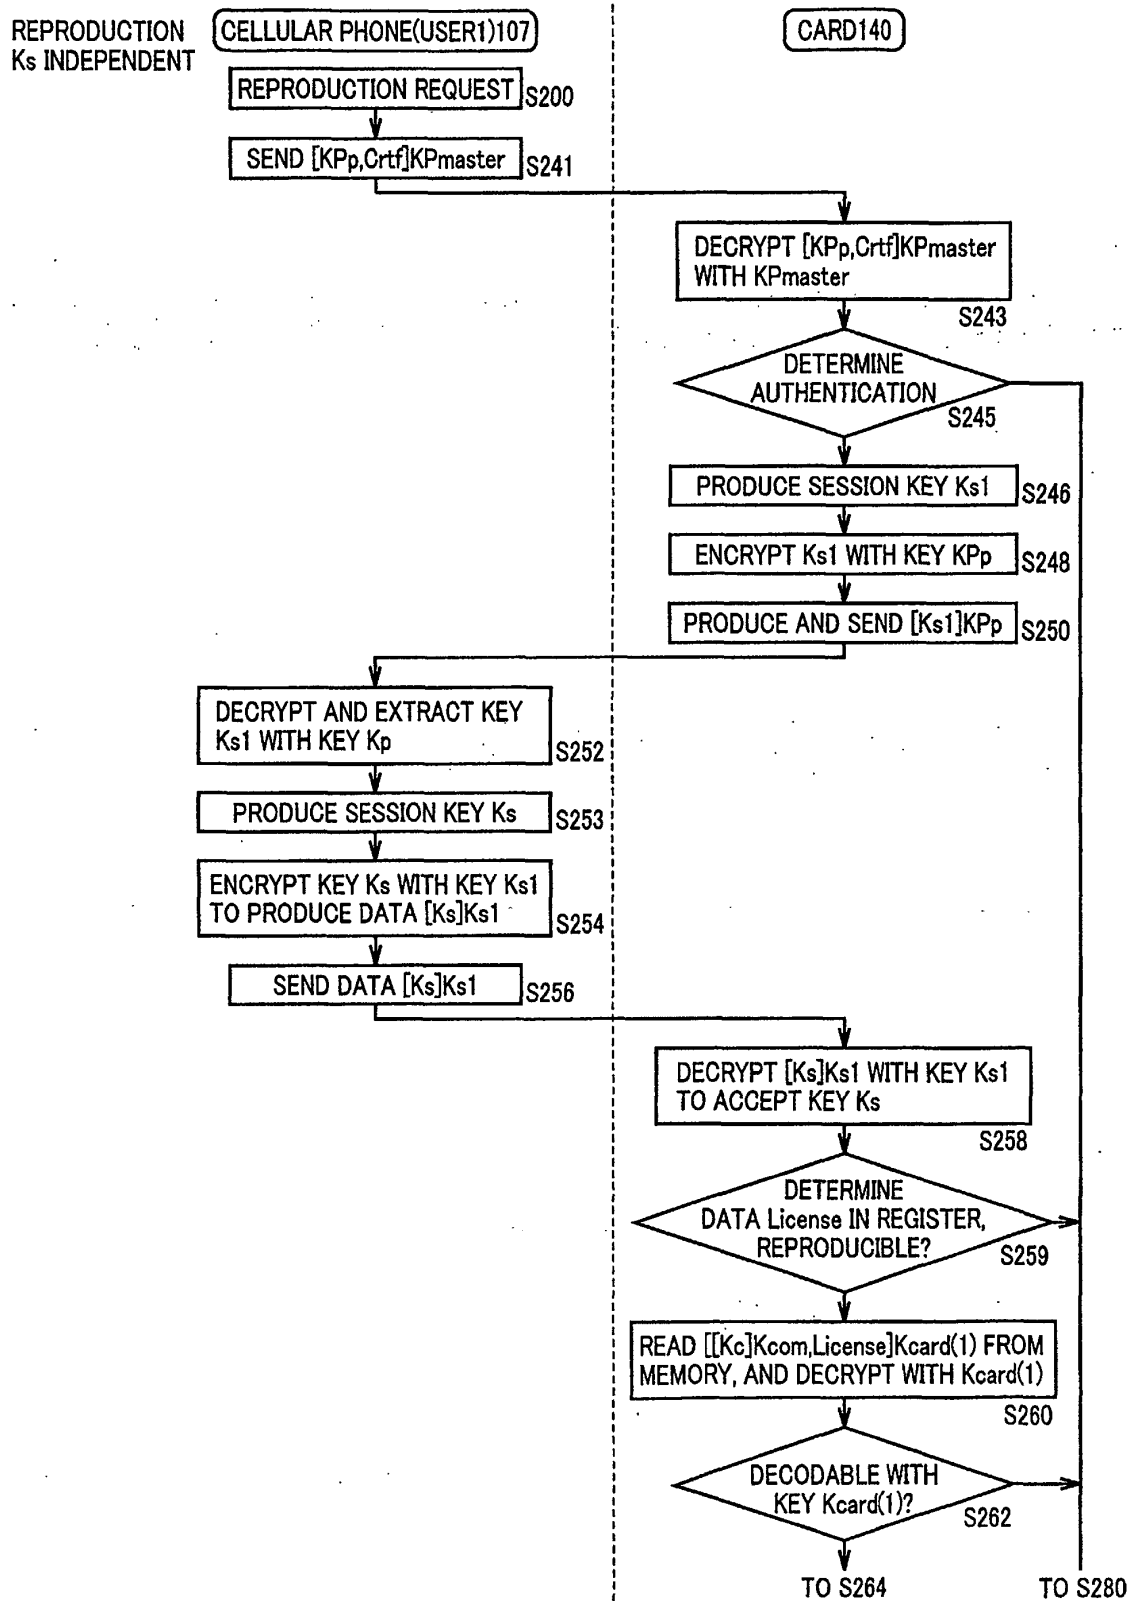 REPRODUCTION
Ks INDEPENDENT
CELLULAR PHONE(USER1)107
CARD140
REPRODUCTION REQUEST
S200
SEND [KPp,Crtf]KPmaster
S241
DECRYPT [KPp,Crtf]KPmaster
WITH KPmaster
S243
DETERMINE
AUTHENTICATION
S245
PRODUCE SESSION KEY Ks1
S246
ENCRYPT Ks1 WITH KEY KPp
S248
PRODUCE AND SEND [Ks1]KPp
S250
DECRYPT AND EXTRACT KEY
Ks1 WITH KEY Kp
S252
PRODUCE SESSION KEY Ks
S253
ENCRYPT KEY Ks WITH KEY Ks1
TO PRODUCE DATA [Ks]Ks1
S254
SEND DATA [Ks]Ks1
S256
DECRYPT [Ks]Ks1 WITH KEY Ks1
TO ACCEPT KEY Ks
S258
DETERMINE
DATA License IN REGISTER,
REPRODUCIBLE?
S259
READ [[Kc]Kcom,License]Kcard(1) FROM
MEMORY, AND DECRYPT WITH Kcard(1)
S260
DECODABLE WITH
KEY Kcard(1)?
S262
TO S264
TO S280